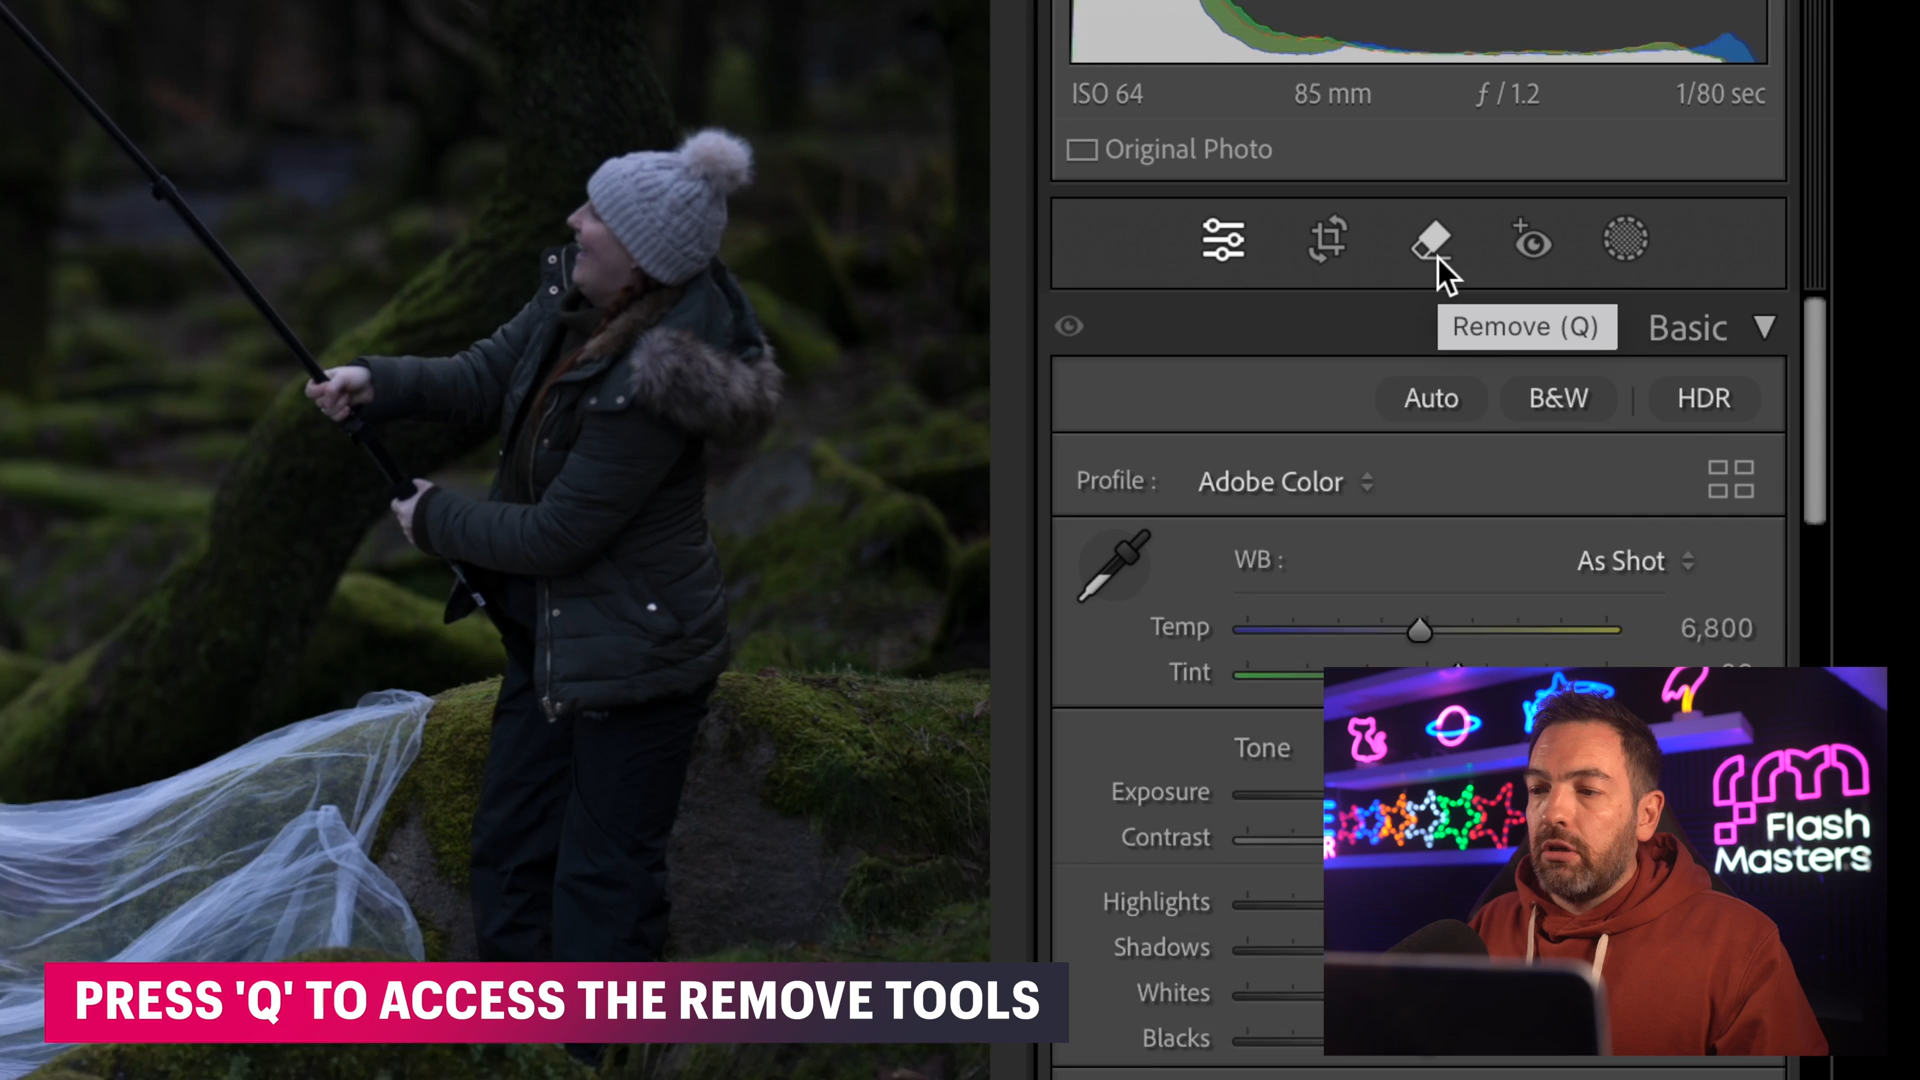 ISO 64 85 mm ƒ / 1.2 1/80 sec
Original Photo
Remove (Q)
Basic
Auto B&W HDR
Profile : Adobe Color
WB : As Shot
Temp 6,800
Tint
Tone
Exposure
Contrast
Highlights
Shadows
Whites
Blacks
Flash
Masters
PRESS 'Q' TO ACCESS THE REMOVE TOOLS